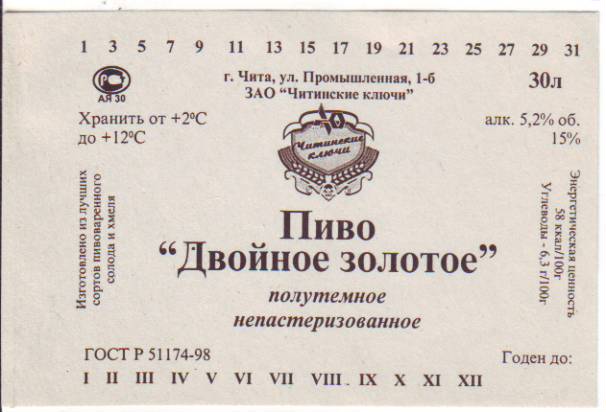 1 3 5 7 9 11 13 15 17 19 21 23 25 27 29 31
АЯ 30
г. Чита, ул. Промышленная, 1-б
ЗАО “Читинские ключи”
30л
Хранить от +2ºС
до +12ºС
Читинские
ключи
алк. 5,2% об.
15%
Изготовлено из лучших
сортов пивоваренного
солода и хмеля
Пиво
“Двойное золотое”
полутемное
непастеризованное
Энергетическая ценность
58 ккал/100г
Углеводы - 6,3 г/100г
ГОСТ Р 51174-98
Годен до:
I II III IV V VI VII VIII IX X XI XII